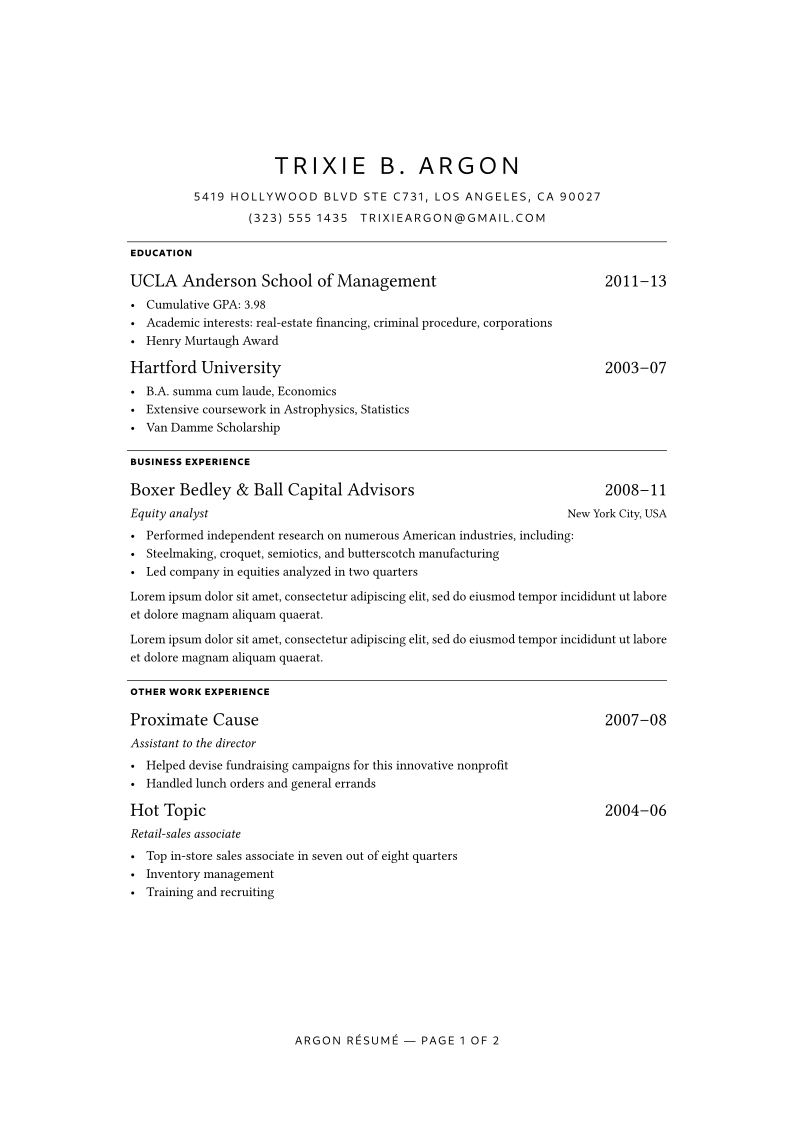 TRIXIE B. ARGON
5419 HOLLYWOOD BLVD STE C731, LOS ANGELES, CA 90027
(323) 555 1435 TRIXIEARGON@GMAIL.COM
EDUCATION
UCLA Anderson School of Management 2011–13
• Cumulative GPA: 3.98
• Academic interests: real-estate financing, criminal procedure, corporations
• Henry Murtaugh Award
Hartford University 2003–07
• B.A. summa cum laude, Economics
• Extensive coursework in Astrophysics, Statistics
• Van Damme Scholarship
BUSINESS EXPERIENCE
Boxer Bedley & Ball Capital Advisors 2008–11
Equity analyst New York City, USA
• Performed independent research on numerous American industries, including:
• Steelmaking, croquet, semiotics, and butterscotch manufacturing
• Led company in equities analyzed in two quarters
Lorem ipsum dolor sit amet, consectetur adipiscing elit, sed do eiusmod tempor incididunt ut labore
et dolore magnam aliquam quaerat.
Lorem ipsum dolor sit amet, consectetur adipiscing elit, sed do eiusmod tempor incididunt ut labore
et dolore magnam aliquam quaerat.
OTHER WORK EXPERIENCE
Proximate Cause 2007–08
Assistant to the director
• Helped devise fundraising campaigns for this innovative nonprofit
• Handled lunch orders and general errands
Hot Topic 2004–06
Retail-sales associate
• Top in-store sales associate in seven out of eight quarters
• Inventory management
• Training and recruiting
ARGON RÉSUMÉ — PAGE 1 OF 2